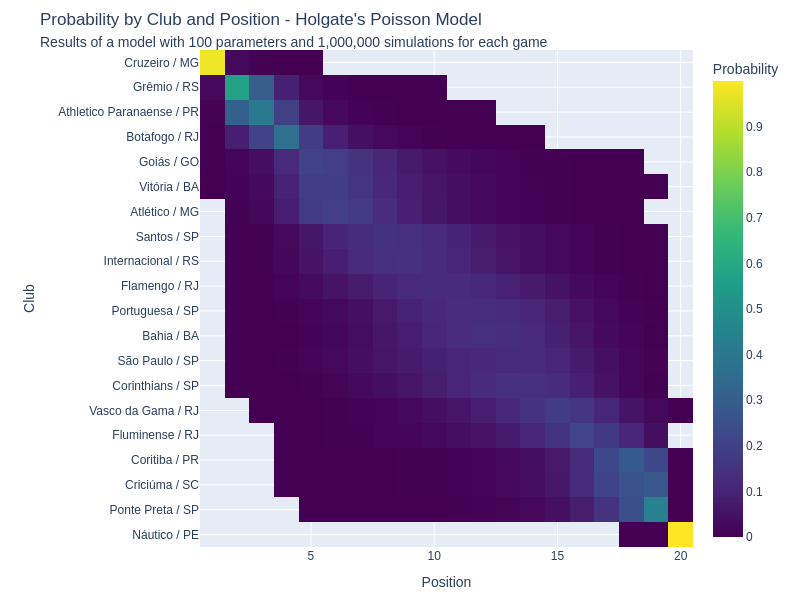 Probability by Club and Position - Holgate's Poisson Model
Results of a model with 100 parameters and 1,000,000 simulations for each game
Club
Cruzeiro / MG
Grêmio / RS
Athletico Paranaense / PR
Botafogo / RJ
Goiás / GO
Vitória / BA
Atlético / MG
Santos / SP
Internacional / RS
Flamengo / RJ
Portuguesa / SP
Bahia / BA
São Paulo / SP
Corinthians / SP
Vasco da Gama / RJ
Fluminense / RJ
Coritiba / PR
Criciúma / SC
Ponte Preta / SP
Náutico / PE
5
10
15
20
Position
Probability
0.9
0.8
0.7
0.6
0.5
0.4
0.3
0.2
0.1
0